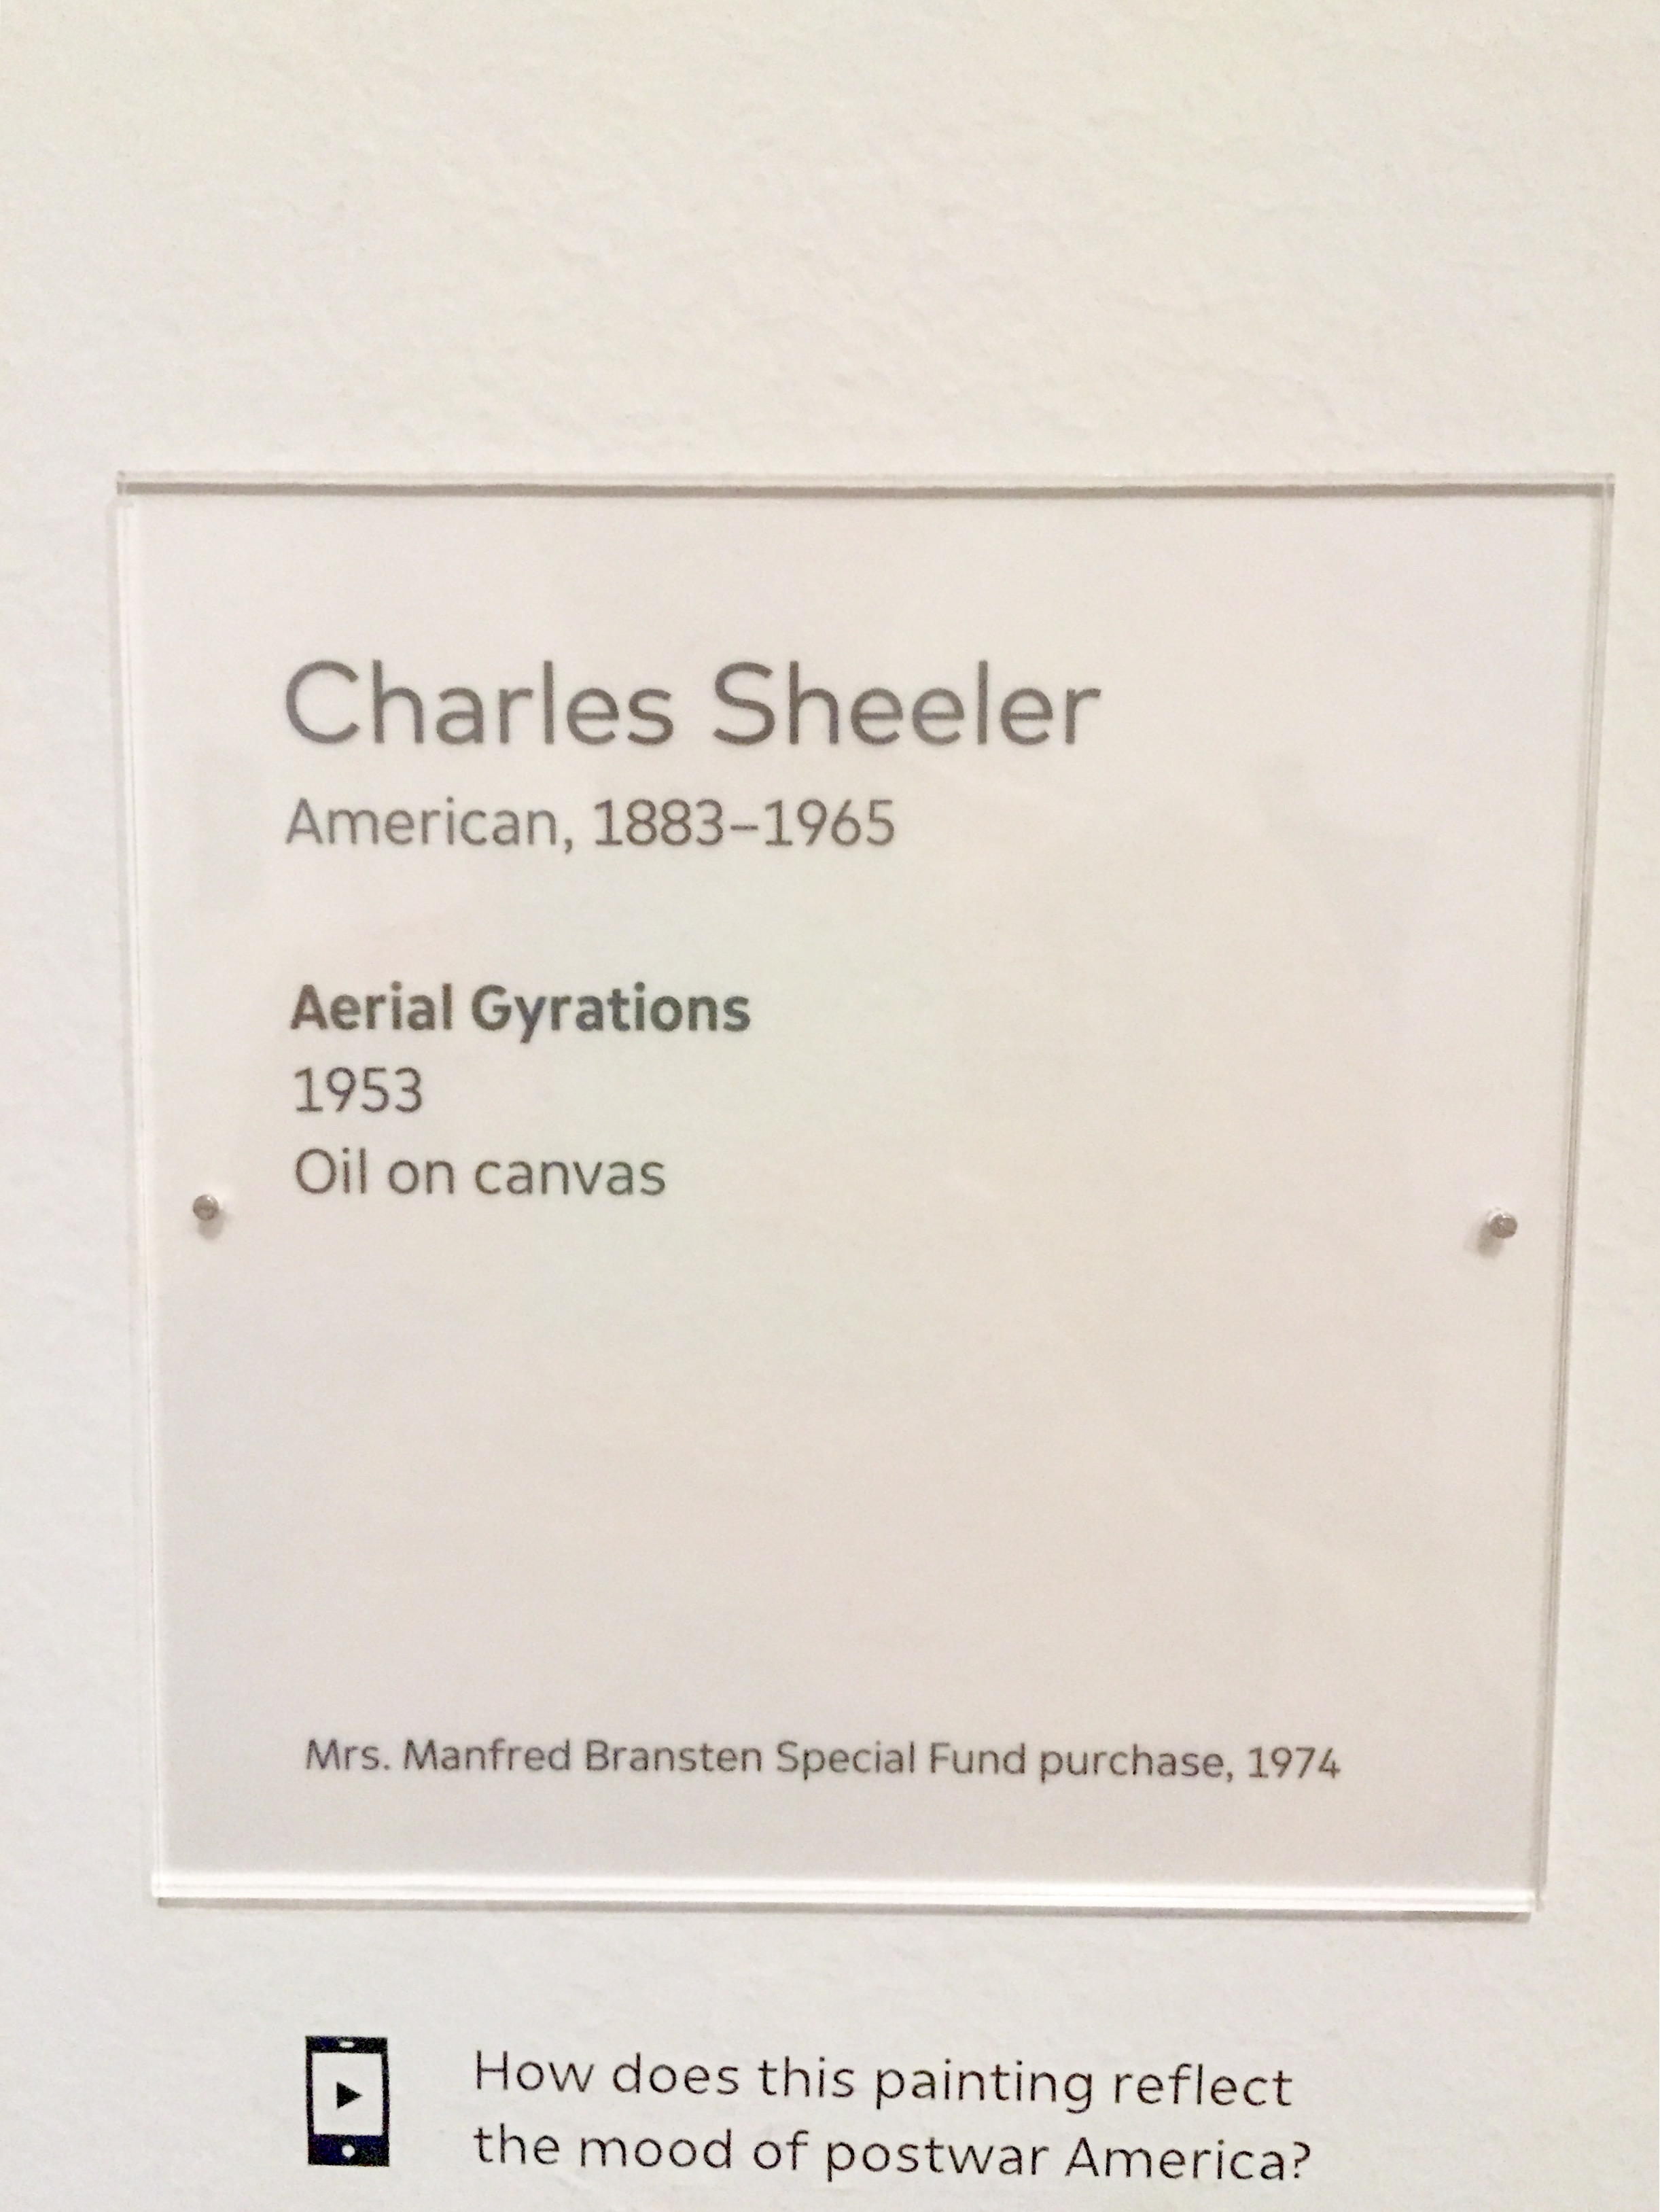 Charles Sheeler
American, 1883–1965
Aerial Gyrations
1953
Oil on canvas
Mrs. Manfred Bransten Special Fund purchase, 1974
How does this painting reflect
the mood of postwar America?